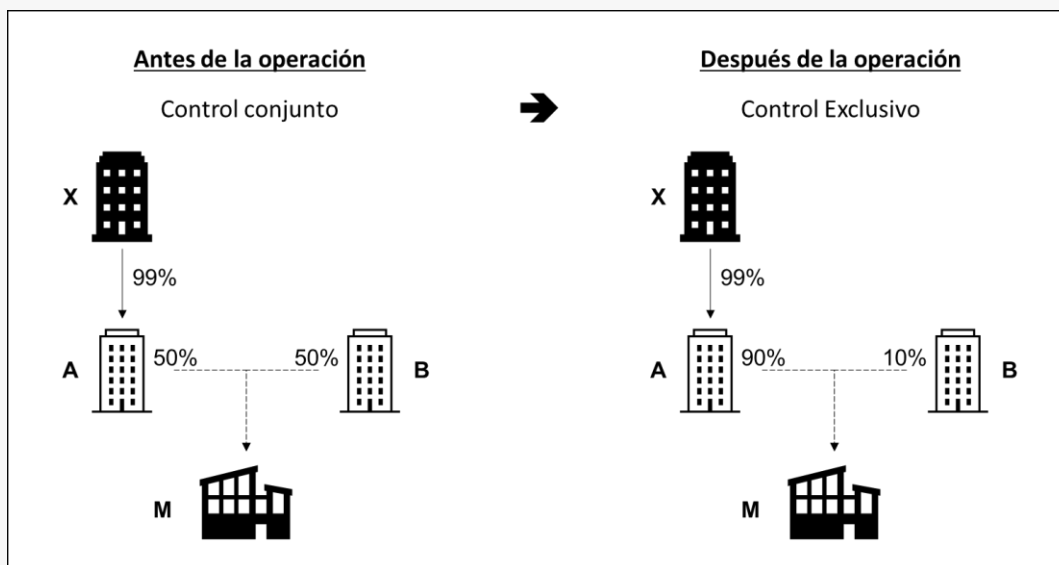 Antes de la operación
Control conjunto
X
99%
A
50%
50%
B
M
Después de la operación
Control Exclusivo
X
99%
A
90%
10%
B
M